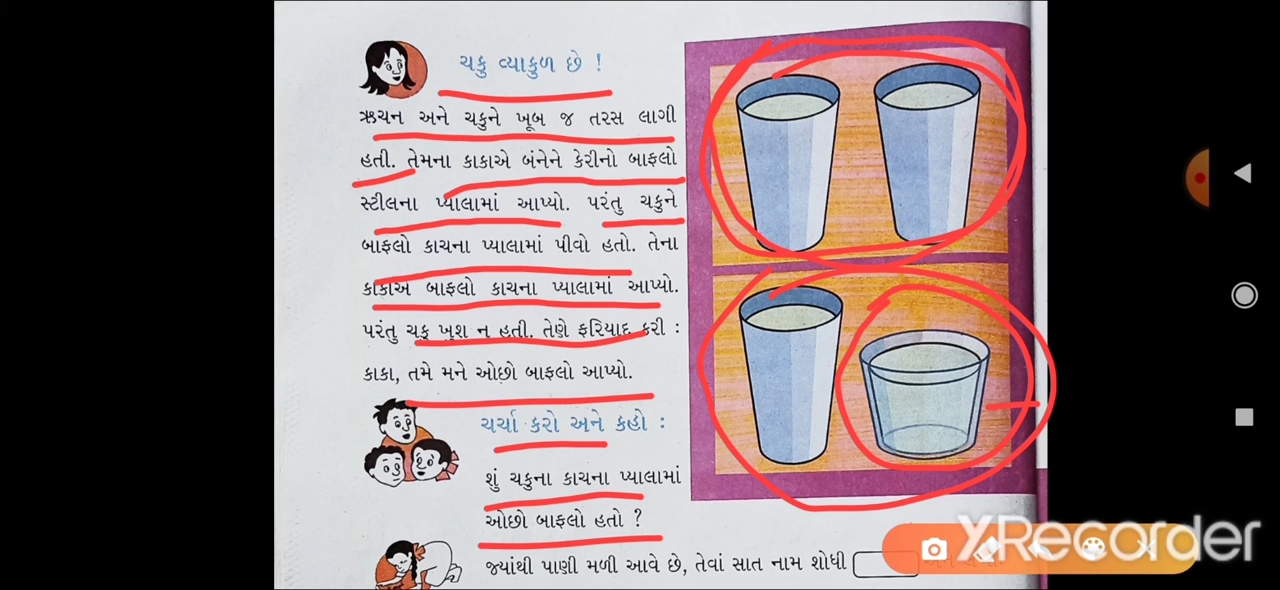 ચકુ વ્યાકુળ છે !
ઋચન અને ચકુને ખૂબ જ તરસ લાગી
હતી. તેમના કાકાએ બંનેને કેરીનો બાફલો
સ્ટીલના પ્યાલામાં આપ્યો. પરંતુ ચકુને
બાફલો કાચના પ્યાલામાં પીવો હતો. તેના
કાકાએ બાફલો કાચના પ્યાલામાં આપ્યો.
પરંતુ ચકુ ખુશ ન હતી. તેણે ફરિયાદ કરી :
કાકા, તમે મને ઓછો બાફલો આપ્યો.
ચર્ચા કરો અને કહો :
શું ચકુના કાચના પ્યાલામાં
ઓછો બાફલો હતો ?
જ્યાંથી પાણી મળી આવે છે, તેવાં સાત નામ શોધી
XRecorder